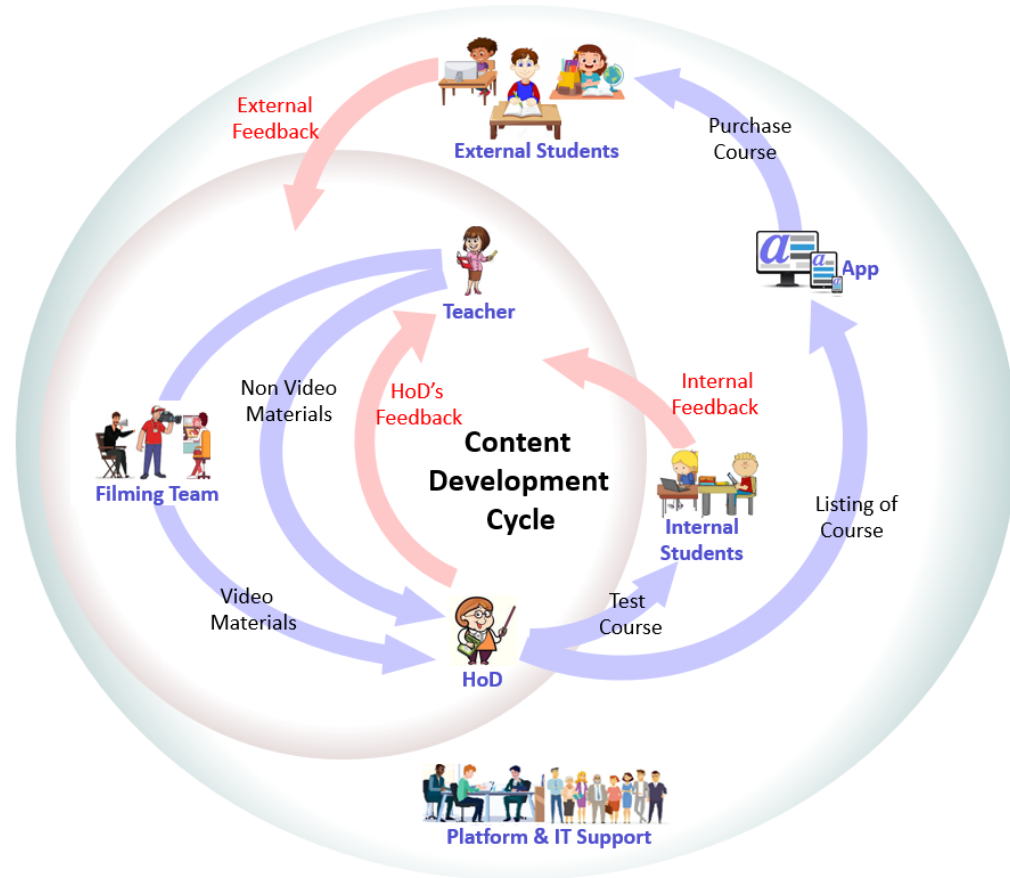 External
Feedback
External Students
Purchase
Course
Teacher
a
a
a
App
Non Video
Materials
HoD's
Feedback
Internal
Feedback
Content
Development
Cycle
Filming Team
Internal
Students
Listing of
Course
Video
Materials
Test
Course
HoD
Platform & IT Support